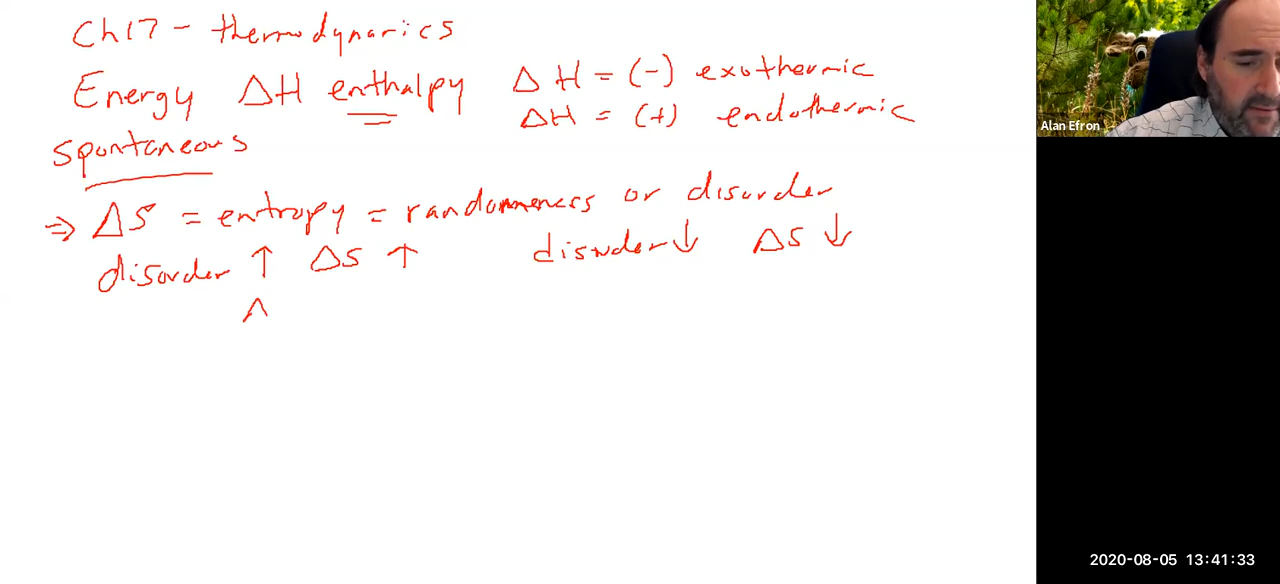 Ch17 - thermodynamics
Energy ΔH enthalpy ΔH = (-) exothermic
ΔH = (+) endothermic
Spontaneous
⇒ ΔS = entropy = randomneness or disorder
disorder ↑ ΔS ↑ disorder ↓ ΔS ↓
Λ
Alan Efron
2020-08-05 13:41:33